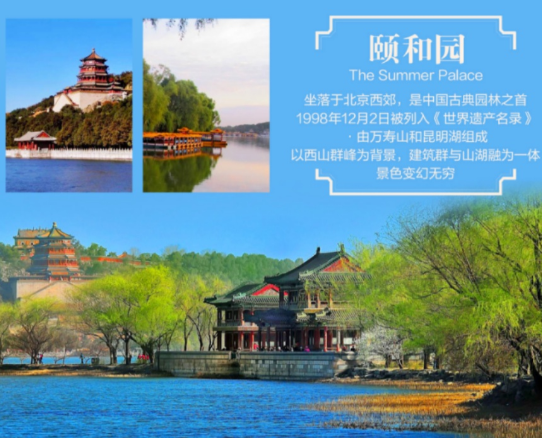 颐和园
The Summer Palace
坐落于北京西郊，是中国古典园林之首
1998年12月2日被列入《世界遗产名录》
·由万寿山和昆明湖组成
以西山群峰为背景，建筑群与山湖融为一体
景色变幻无穷